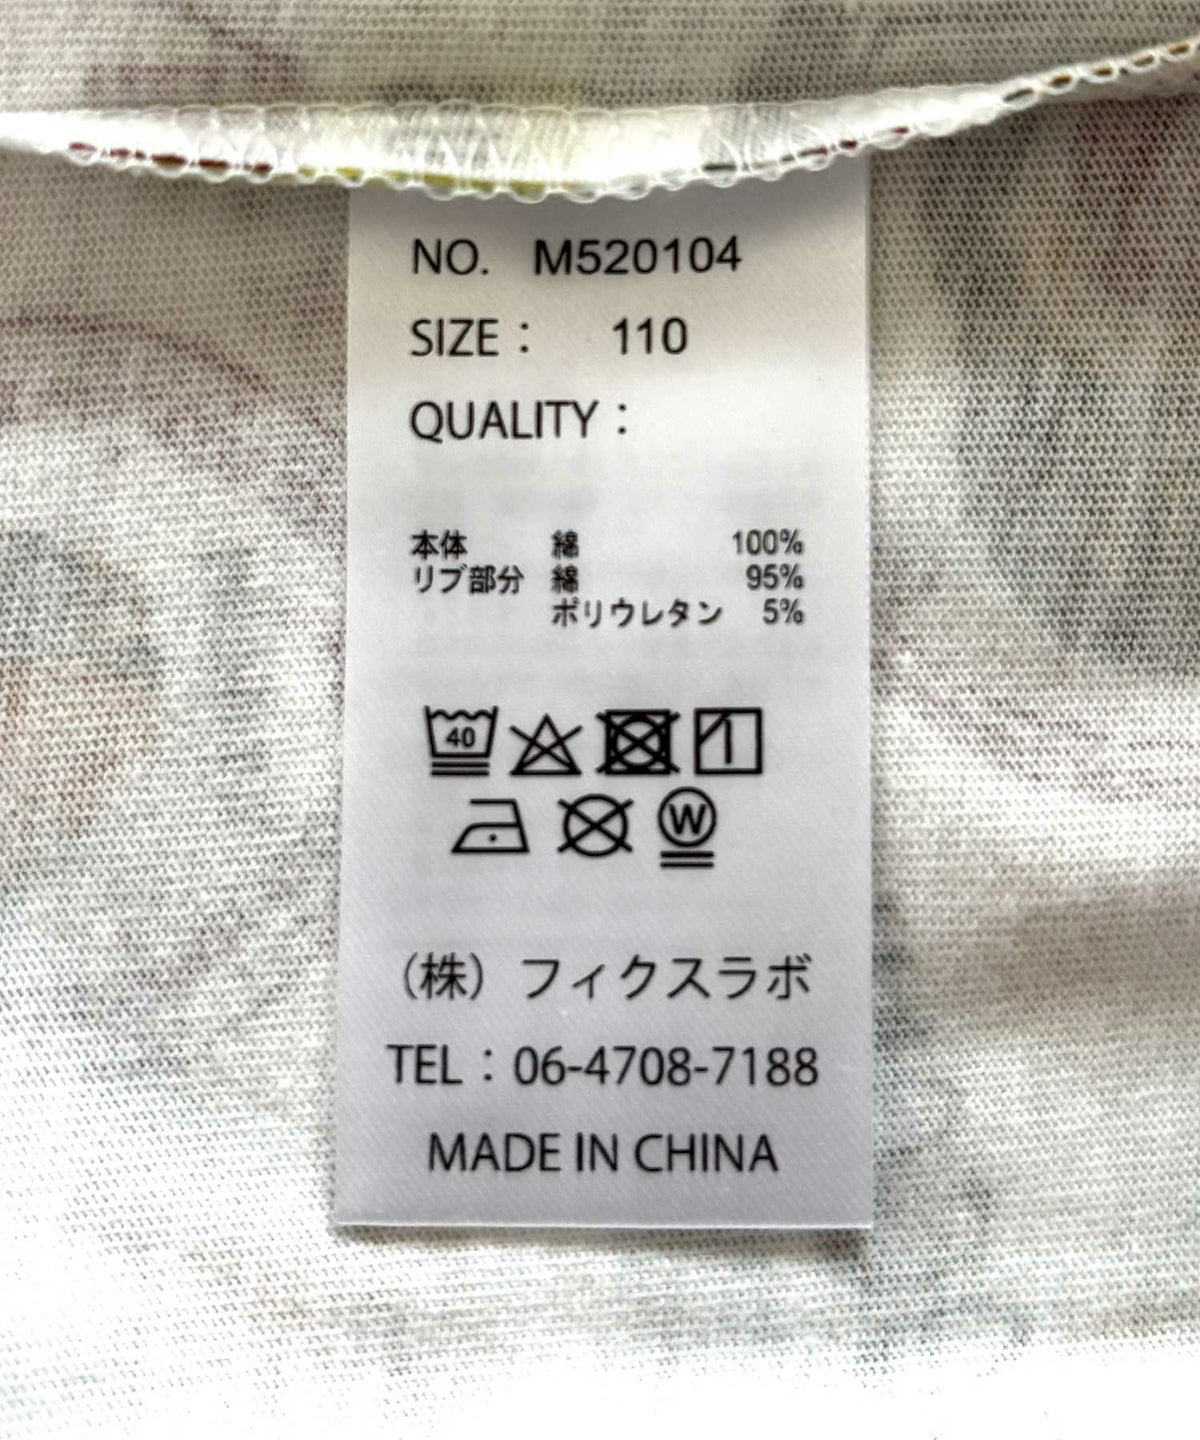 NO. M520104
SIZE： 110
QUALITY：
本体 綿 100%
リブ部分 綿 95%
ポリウレタン 5%
40
W
（株）フィクスラボ
TEL：06-4708-7188
MADE IN CHINA